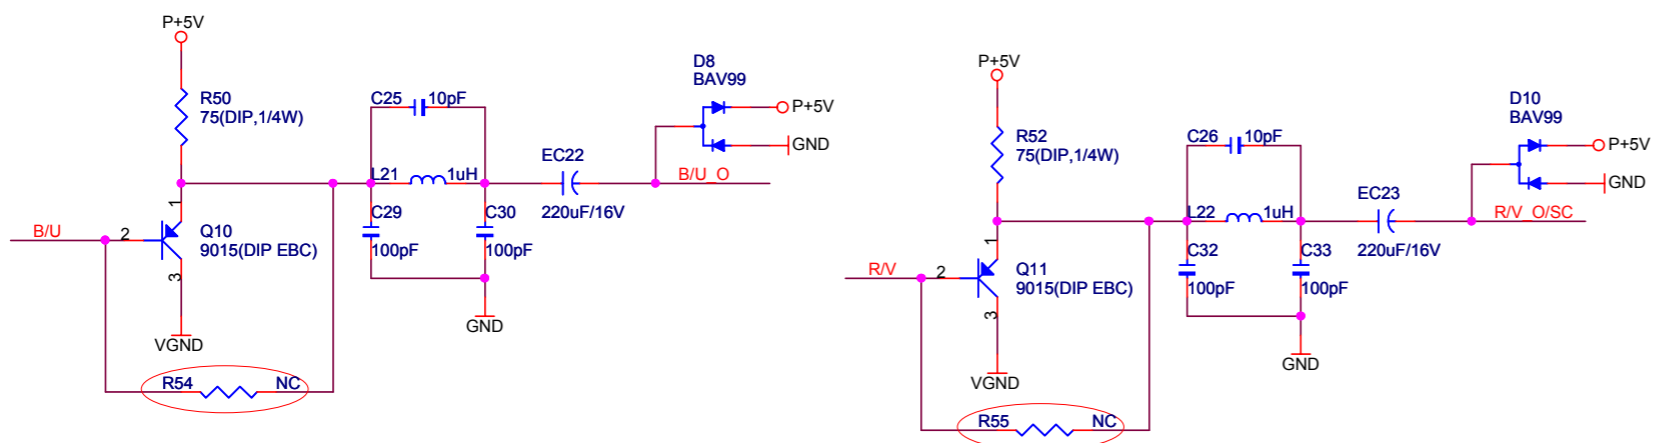 P+5V
R50
75(DIP,1/4W)
C25 10pF
D8
BAV99
P+5V
GND
L21 1uH
EC22
220uF/16V
B/U_O
1
B/U
2
Q10
9015(DIP EBC)
3
C29
100pF
C30
100pF
GND
VGND
R54 NC
P+5V
R52
75(DIP,1/4W)
C26 10pF
D10
BAV99
P+5V
GND
L22 1uH
EC23
220uF/16V
R/V_O/SC
1
R/V
2
Q11
9015(DIP EBC)
3
C32
100pF
C33
100pF
GND
VGND
R55 NC